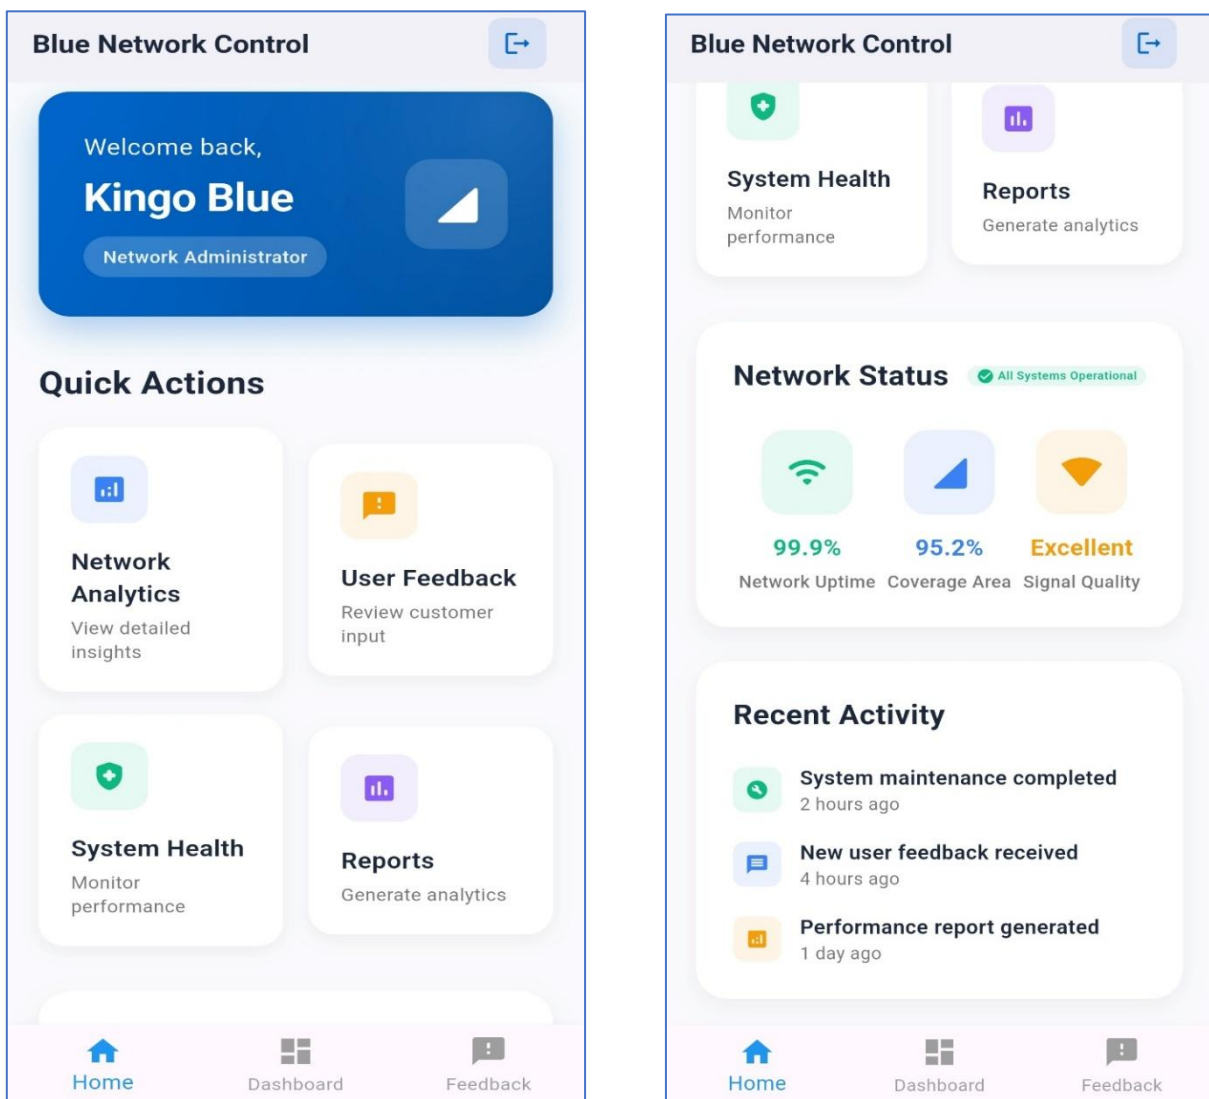 Blue Network Control
Welcome back,
Kingo Blue
Network Administrator
Quick Actions
Network
Analytics
View detailed
insights
User Feedback
Review customer
input
System Health
Monitor
performance
Reports
Generate analytics
Home
Dashboard
Feedback
Blue Network Control
System Health
Monitor
performance
Reports
Generate analytics
Network Status
All Systems Operational
99.9%
95.2%
Excellent
Network Uptime
Coverage Area
Signal Quality
Recent Activity
System maintenance completed
2 hours ago
New user feedback received
4 hours ago
Performance report generated
1 day ago
Home
Dashboard
Feedback